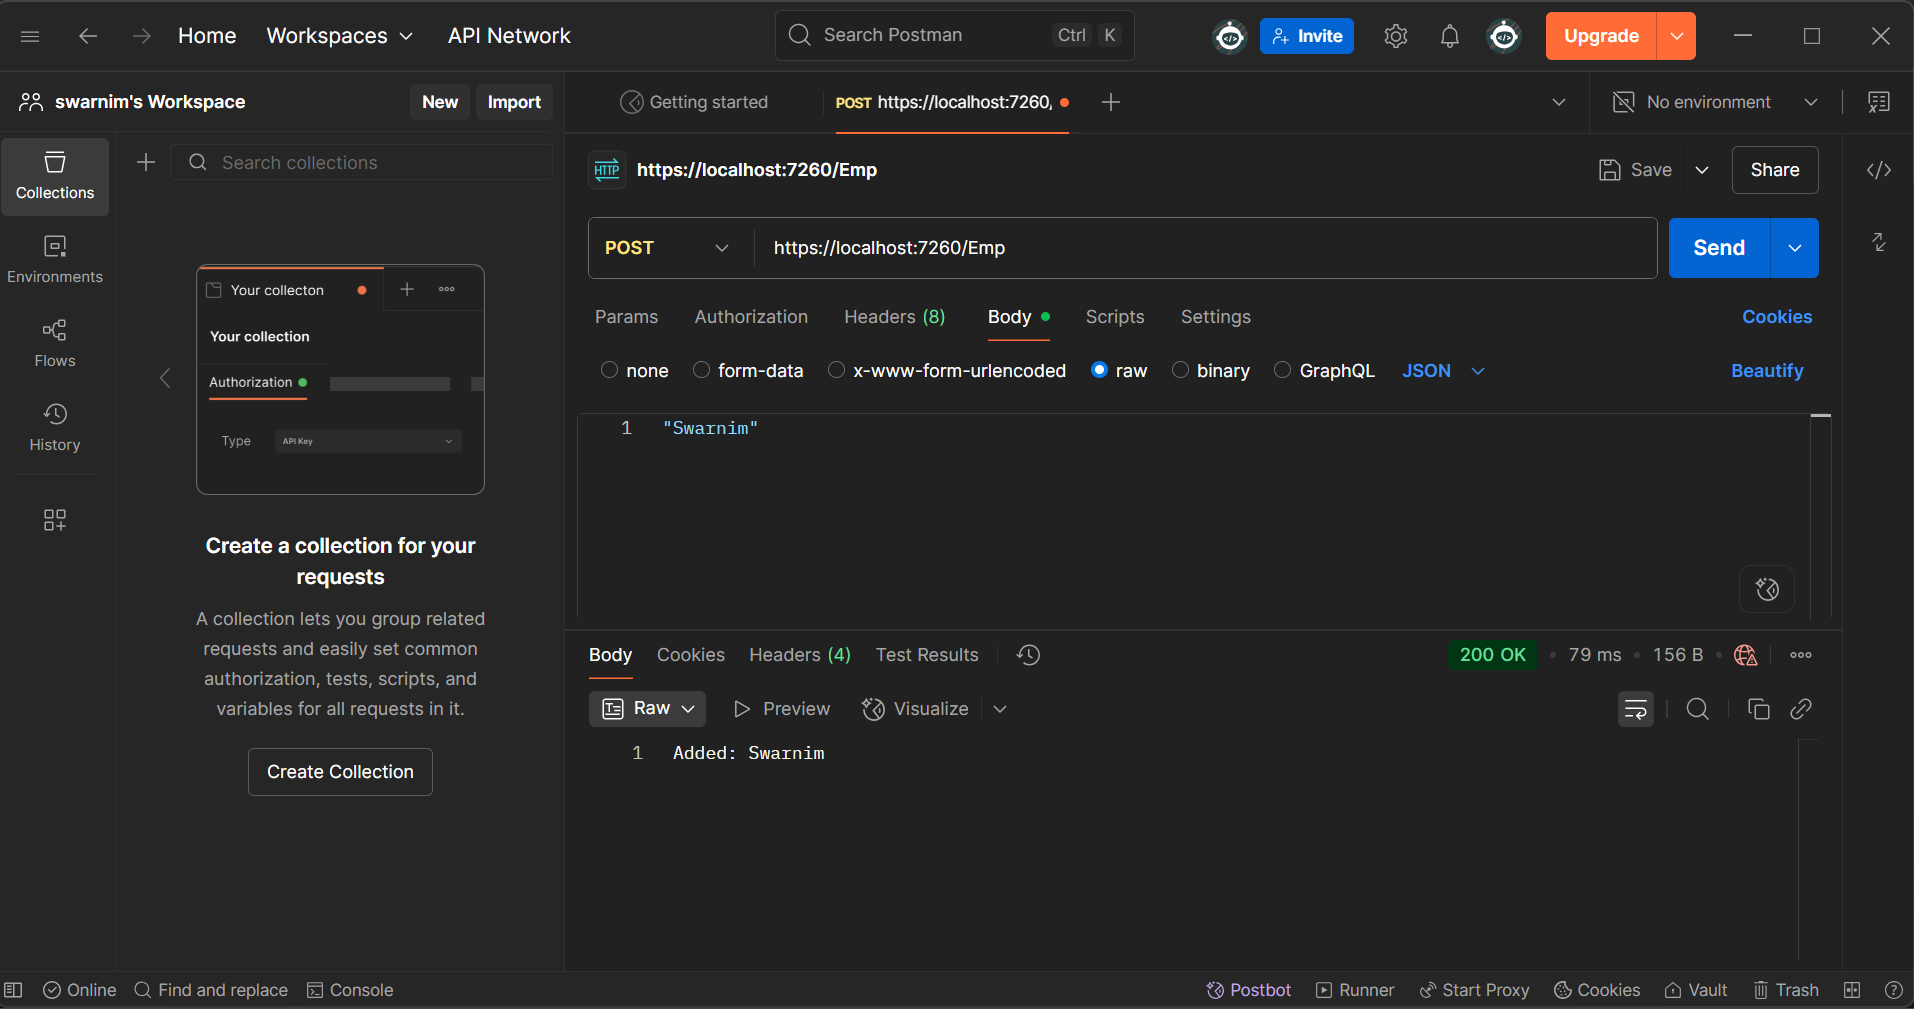 Home Workspaces API Network Search Postman Ctrl K Invite Upgrade
swarnim's Workspace New Import Getting started POST https://localhost:7260, No environment
Collections
Search collections
Environments
Flows
History
Your collecton
Your collection
Authorization
Type API Key
Create a collection for your
requests
A collection lets you group related
requests and easily set common
authorization, tests, scripts, and
variables for all requests in it.
Create Collection
HTTP https://localhost:7260/Emp Save Share
POST https://localhost:7260/Emp Send
Params Authorization Headers (8) Body Scripts Settings Cookies
none form-data x-www-form-urlencoded raw binary GraphQL JSON Beautify
1 "Swarnim"
Body Cookies Headers (4) Test Results 200 OK 79 ms 156 B
Raw Preview Visualize
1 Added: Swarnim
Online Find and replace Console Postbot Runner Start Proxy Cookies Vault Trash